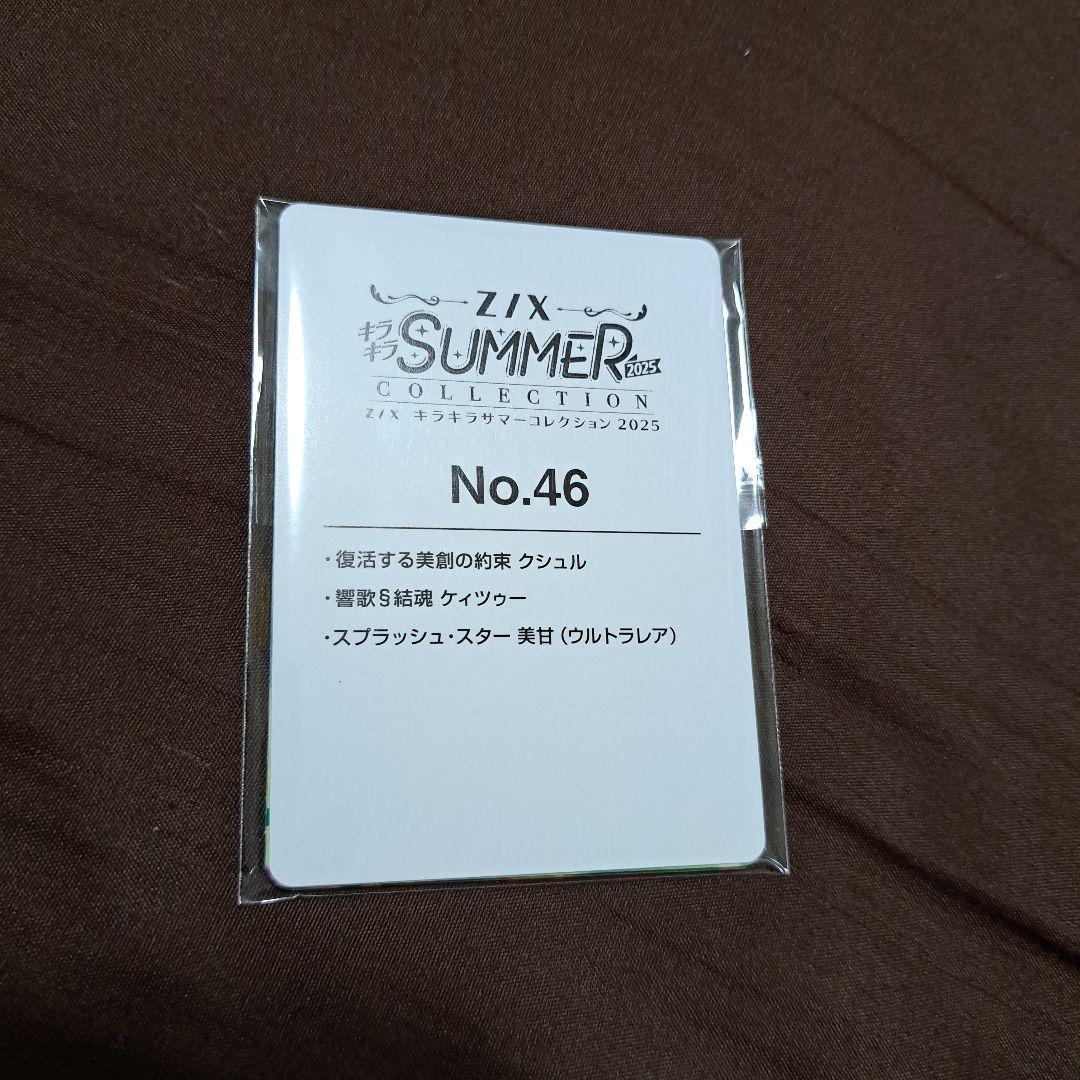 Z/X
キラキラ SUMMER 2025
COLLECTION
Z/X キラキラサマーコレクション 2025
No.46
・復活する美創の約束 クシュル
・響歌§結魂 ケィツゥー
・スプラッシュ・スター 美甘（ウルトラレア）